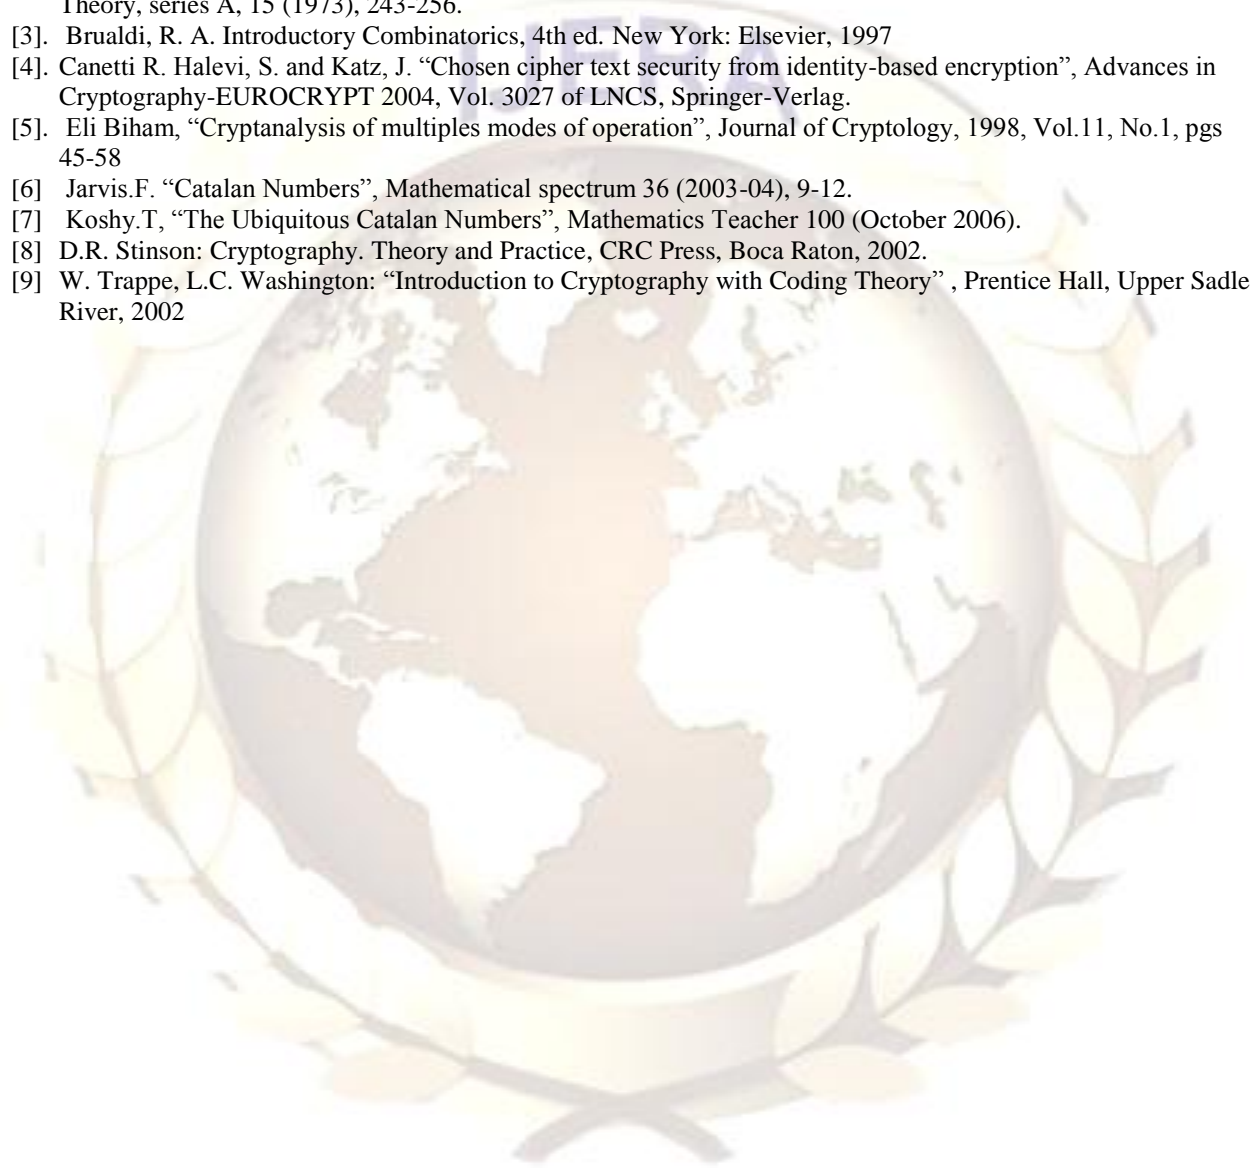 Theory, series A, 15 (1973), 243-256.
[3]. Brualdi, R. A. Introductory Combinatorics, 4th ed. New York: Elsevier, 1997
[4]. Canetti R. Halevi, S. and Katz, J. “Chosen cipher text security from identity-based encryption”, Advances in
Cryptography-EUROCRYPT 2004, Vol. 3027 of LNCS, Springer-Verlag.
[5]. Eli Biham, “Cryptanalysis of multiples modes of operation”, Journal of Cryptology, 1998, Vol.11, No.1, pgs
45-58
[6] Jarvis.F. “Catalan Numbers”, Mathematical spectrum 36 (2003-04), 9-12.
[7] Koshy.T, “The Ubiquitous Catalan Numbers”, Mathematics Teacher 100 (October 2006).
[8] D.R. Stinson: Cryptography. Theory and Practice, CRC Press, Boca Raton, 2002.
[9] W. Trappe, L.C. Washington: “Introduction to Cryptography with Coding Theory” , Prentice Hall, Upper Sadle
River, 2002
IJERA